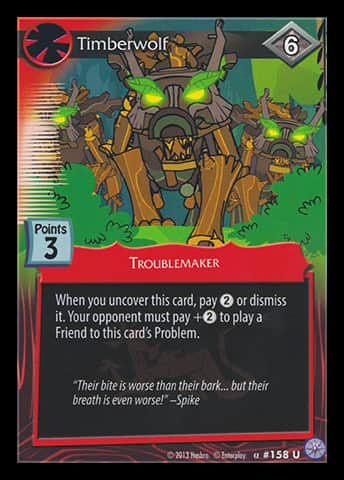 Timberwolf
6
Points
3
TROUBLEMAKER
When you uncover this card, pay 2 or dismiss
it. Your opponent must pay +2 to play a
Friend to this card's Problem.
"Their bite is worse than their bark... but their
breath is even worse!" –Spike
© 2013 Hasbro. © Enterplay. α #158 U